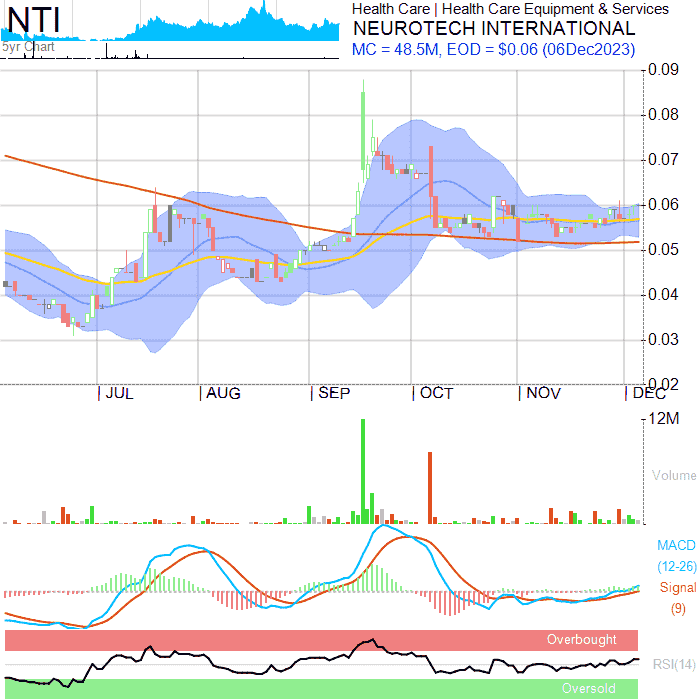 NTI
5yr Chart
Health Care | Health Care Equipment & Services
NEUROTECH INTERNATIONAL
MC = 48.5M, EOD = $0.06 (06Dec2023)
0.09
0.08
0.07
0.06
0.05
0.04
0.03
0.02
JUL
AUG
SEP
OCT
NOV
DEC
12M
Volume
MACD
(12-26)
Signal
(9)
Overbought
RSI(14)
Oversold